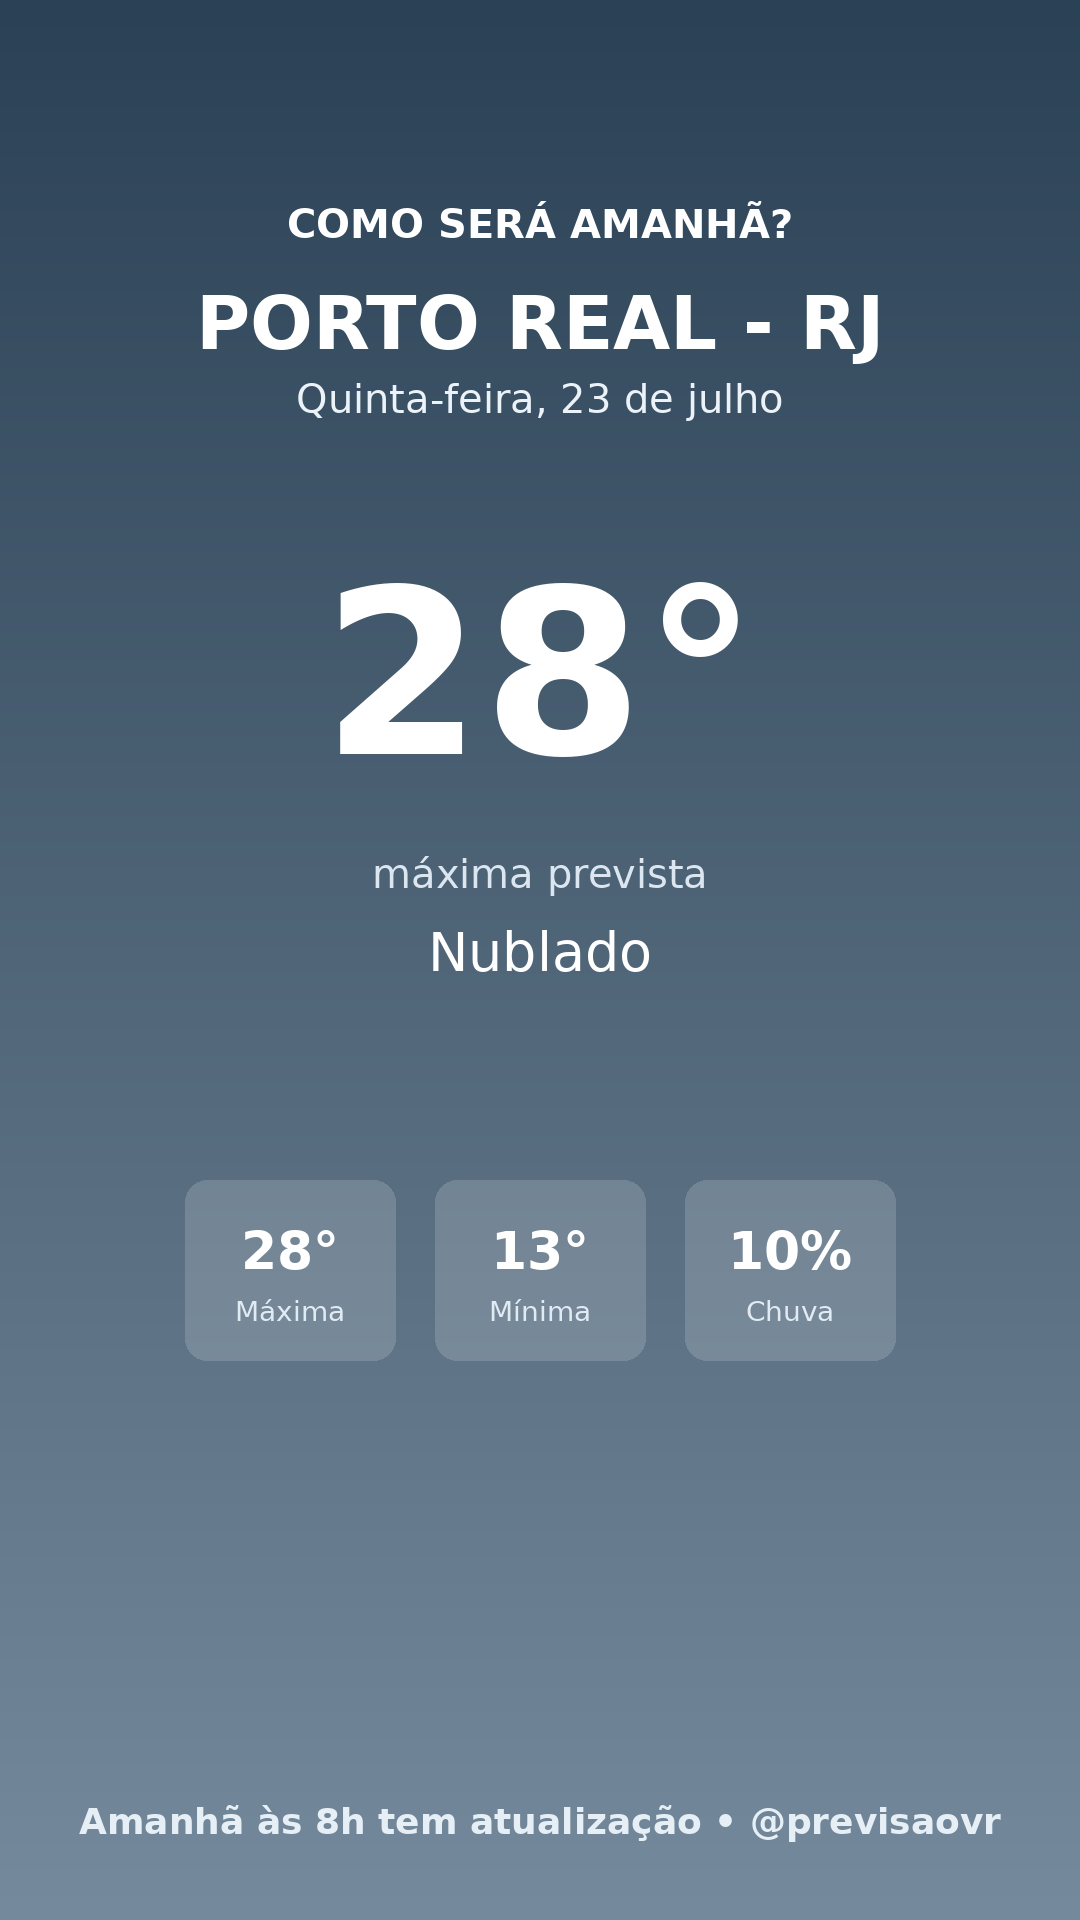 COMO SERÁ AMANHÃ?
PORTO REAL - RJ
Quinta-feira, 23 de julho
28°
máxima prevista
Nublado
28°
Máxima
13°
Mínima
10%
Chuva
Amanhã às 8h tem atualização • @previsaovr